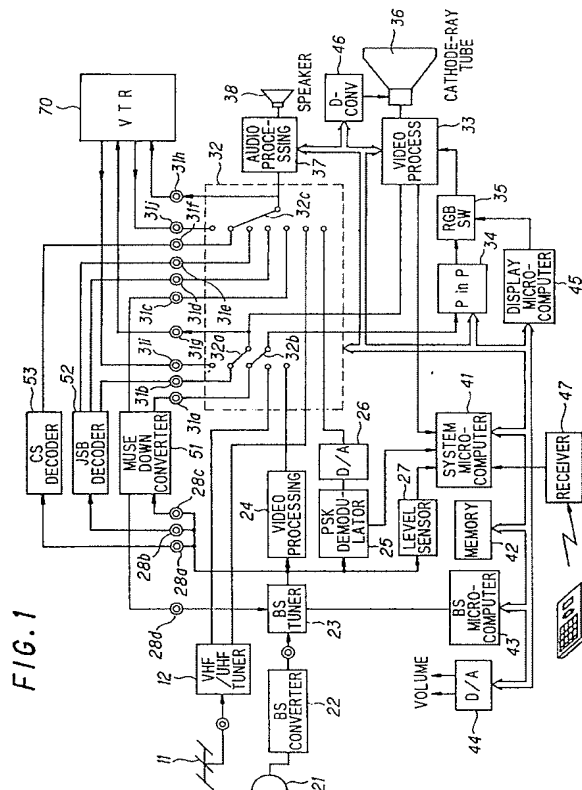 FIG. 1
70
VTR
53
CS
DECODER
52
JSB
DECODER
MUSE DOWN
CONVERTER
51
28c
28b
28a
28d
31i
31b
31a
31g
31c
31d
31e
31f
31j
31h
32
32a
32b
32c
38
SPEAKER
AUDIO
PROCE-
SSING
37
46
D-
CONV
36
CATHODE-RAY
TUBE
VIDEO
PROCESS
33
RGB
SW
35
34
P in P
DISPLAY
MICRO-
COMPUTER
45
11
12
VHF
/UHF
TUNER
21
BS
CONVERTER
22
BS
TUNER
23
24
VIDEO
PROCESSING
26
D/A
PSK
DEMODU-
LATOR
25
27
LEVEL
SENSOR
SYSTEM
MICRO-
COMPUTER
41
MEMORY
42
BS
MICRO-
COMPUTER
43
VOLUME
D/A
44
RECEIVER
47